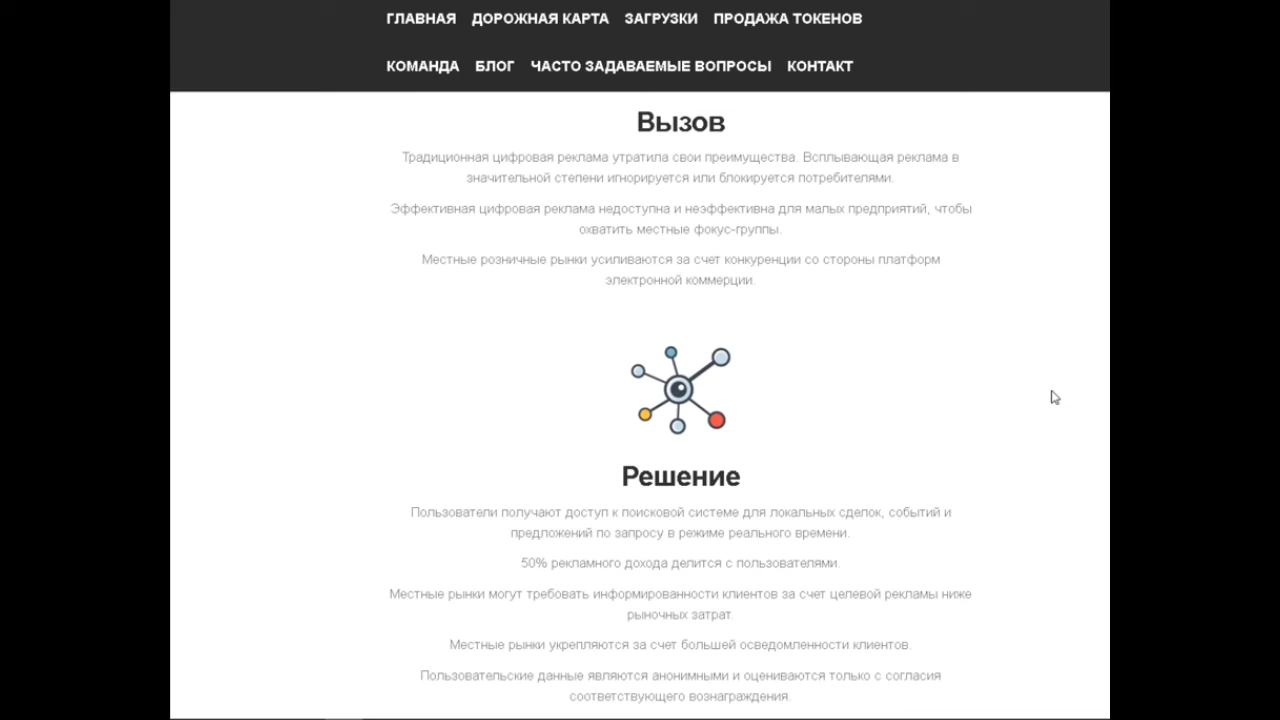 ГЛАВНАЯ ДОРОЖНАЯ КАРТА ЗАГРУЗКИ ПРОДАЖА ТОКЕНОВ
КОМАНДА БЛОГ ЧАСТО ЗАДАВАЕМЫЕ ВОПРОСЫ КОНТАКТ
Вызов
Традиционная цифровая реклама утратила свои преимущества. Всплывающая реклама в
значительной степени игнорируется или блокируется потребителями.
Эффективная цифровая реклама недоступна и неэффективна для малых предприятий, чтобы
охватить местные фокус-группы.
Местные розничные рынки усиливаются за счет конкуренции со стороны платформ
электронной коммерции.
Решение
Пользователи получают доступ к поисковой системе для локальных сделок, событий и
предложений по запросу в режиме реального времени.
50% рекламного дохода делится с пользователями.
Местные рынки могут требовать информированности клиентов за счет целевой рекламы ниже
рыночных затрат.
Местные рынки укрепляются за счет большей осведомленности клиентов.
Пользовательские данные являются анонимными и оцениваются только с согласия
соответствующего вознаграждения.